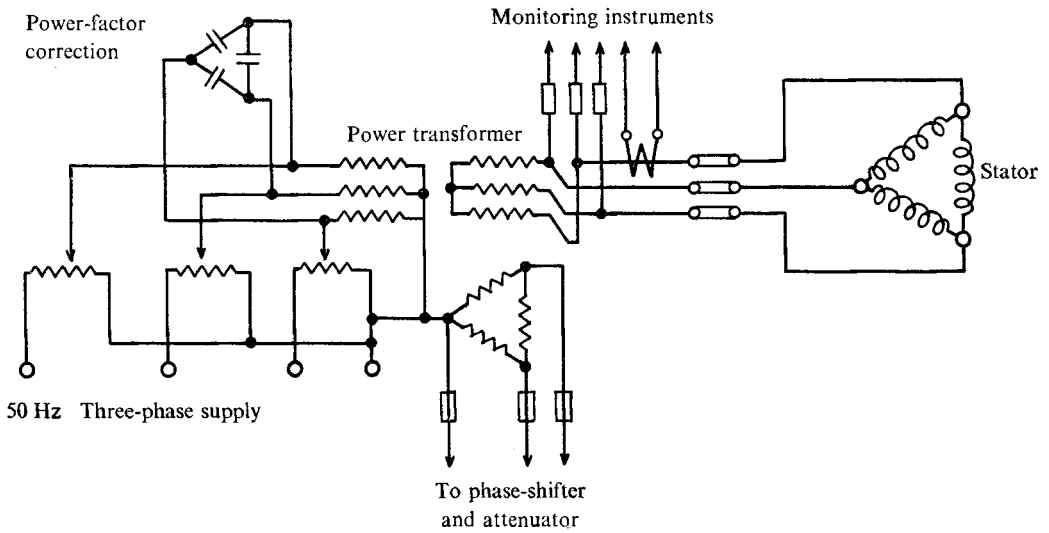 Power-factor
correction
Monitoring instruments
Power transformer
Stator
50 Hz Three-phase supply
To phase-shifter
and attenuator